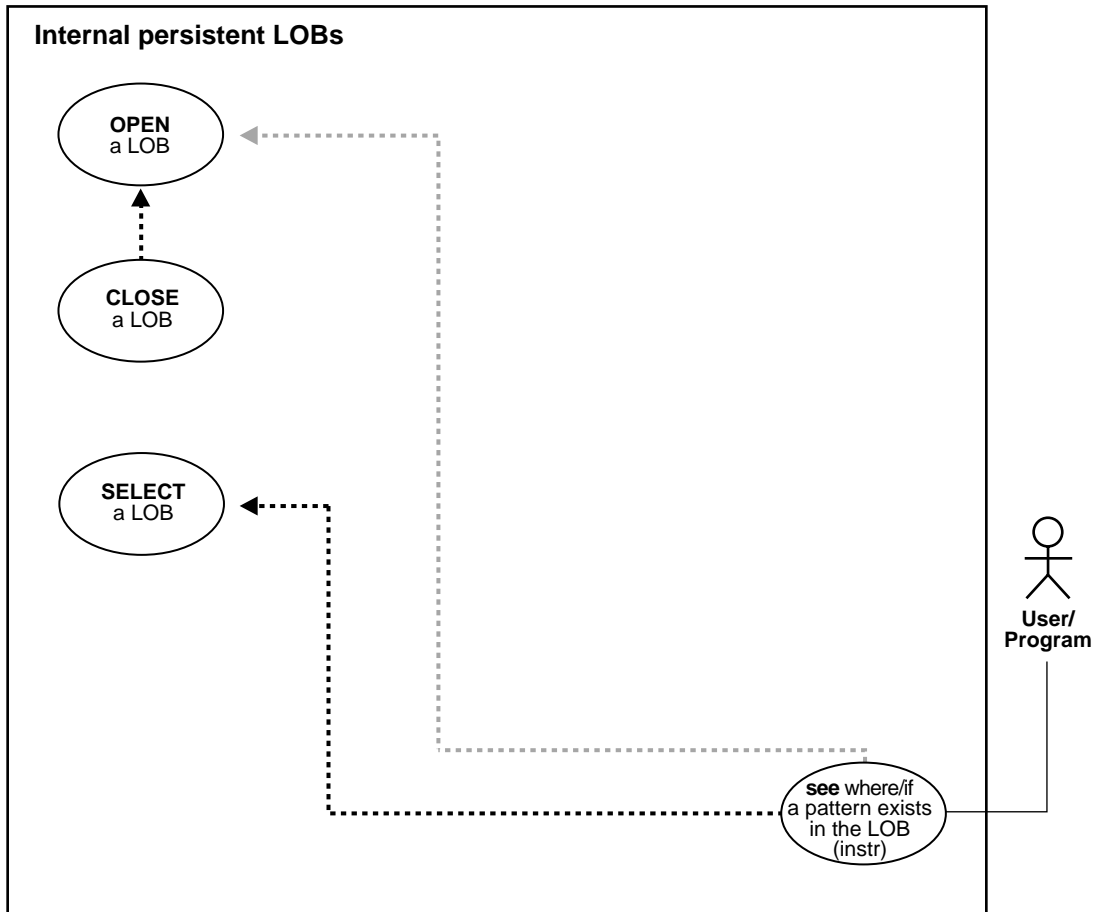 Internal persistent LOBs
OPEN
a LOB
CLOSE
a LOB
SELECT
a LOB
User/
Program
see where/if
a pattern exists
in the LOB
(instr)